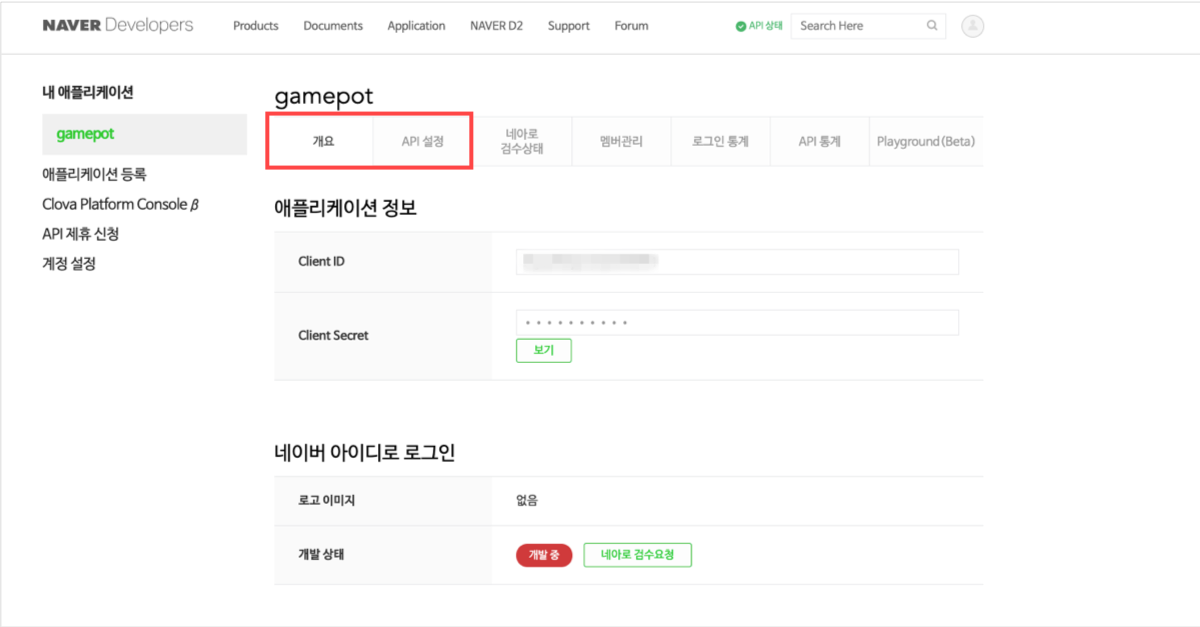 NAVER Developers
Products Documents Application NAVER D2 Support Forum
API 상태
Search Here
내 애플리케이션
gamepot
애플리케이션 등록
Clova Platform Console β
API 제휴 신청
계정 설정
gamepot
개요
API 설정
네아로
검수상태
멤버관리
로그인 통계
API 통계
Playground(Beta)
애플리케이션 정보
Client ID
Client Secret
보기
네이버 아이디로 로그인
로고 이미지
없음
개발 상태
개발 중
네아로 검수요청